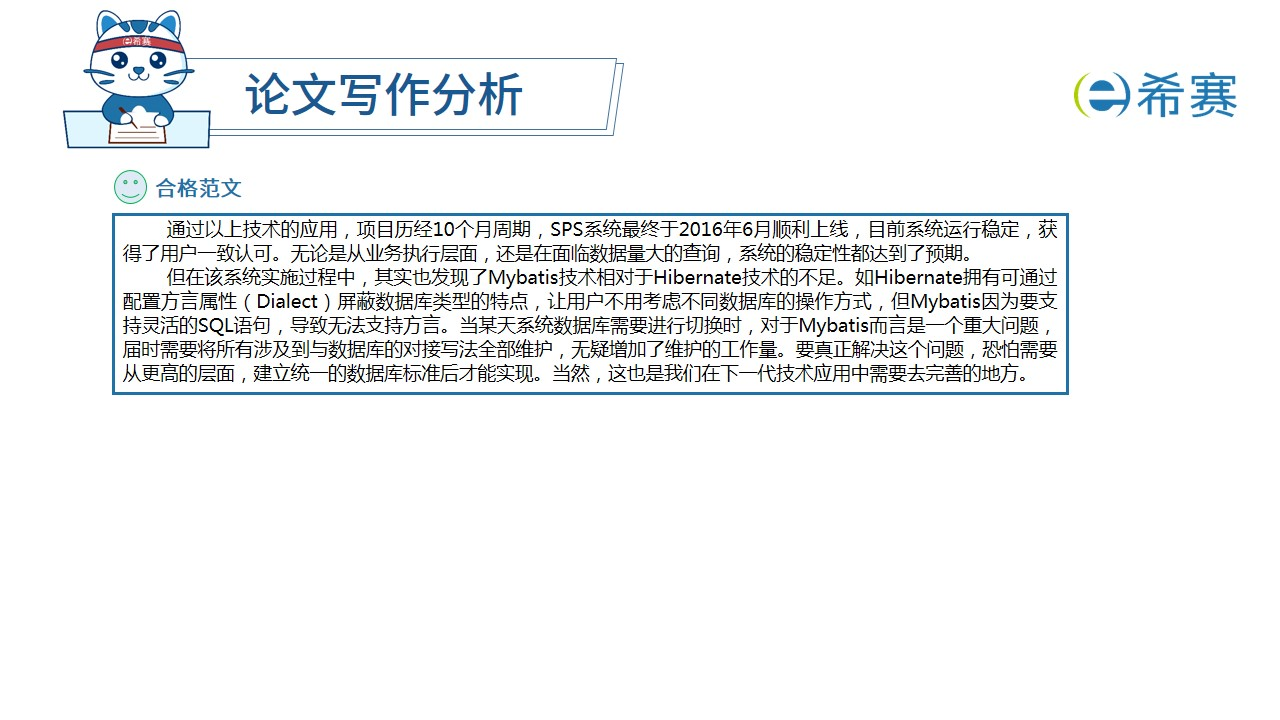 e希赛
论文写作分析
e希赛
合格范文
通过以上技术的应用，项目历经10个月周期，SPS系统最终于2016年6月顺利上线，目前系统运行稳定，获
得了用户一致认可。无论是从业务执行层面，还是在面临数据量大的查询，系统的稳定性都达到了预期。
但在该系统实施过程中，其实也发现了Mybatis技术相对于Hibernate技术的不足。如Hibernate拥有可通过
配置方言属性（Dialect）屏蔽数据库类型的特点，让用户不用考虑不同数据库的操作方式，但Mybatis因为要支
持灵活的SQL语句，导致无法支持方言。当某天系统数据库需要进行切换时，对于Mybatis而言是一个重大问题，
届时需要将所有涉及到与数据库的对接写法全部维护，无疑增加了维护的工作量。要真正解决这个问题，恐怕需要
从更高的层面，建立统一的数据库标准后才能实现。当然，这也是我们在下一代技术应用中需要去完善的地方。